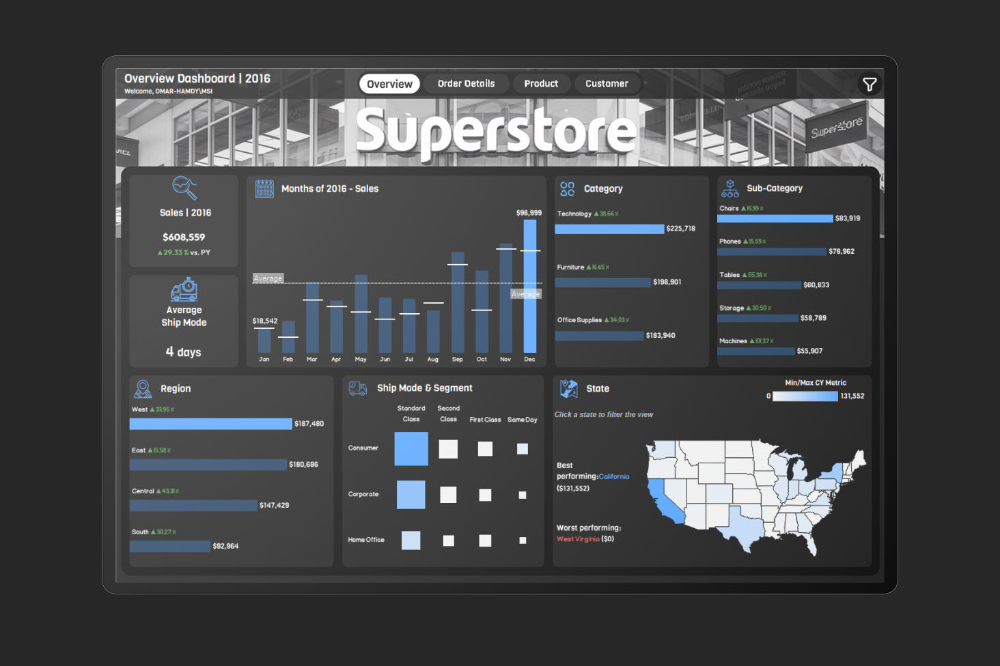 Overview Dashboard | 2016
Welcome, OMAR-HAMDY\MSI
Overview
Order Details
Product
Customer
Superstore
Superstore
Sales | 2016
$608,559
▲29.33 % vs. PY
Average
Ship Mode
4 days
Months of 2016 - Sales
$96,999
Average
Average
$18,542
Jan Feb Mar Apr May Jun Jul Aug Sep Oct Nov Dec
Category
Technology ▲38.66 %
$225,718
Furniture ▲16.65 %
$198,901
Office Supplies ▲34.03 %
$183,940
Sub-Category
Chairs ▲16.99 %
$83,919
Phones ▲15.59 %
$78,962
Tables ▲55.38 %
$60,833
Storage ▲30.50 %
$58,789
Machines ▲101.37 %
$55,907
Region
West ▲33.95 %
$187,480
East ▲15.58 %
$180,686
Central ▲43.31 %
$147,429
South ▲30.27 %
$92,964
Ship Mode & Segment
Standard Class
Second Class
First Class
Same Day
Consumer
Corporate
Home Office
State
Min/Max CY Metric
0 131,552
Click a state to filter the view
Best
performing:California
($131,552)
Worst performing:
West Virginia ($0)